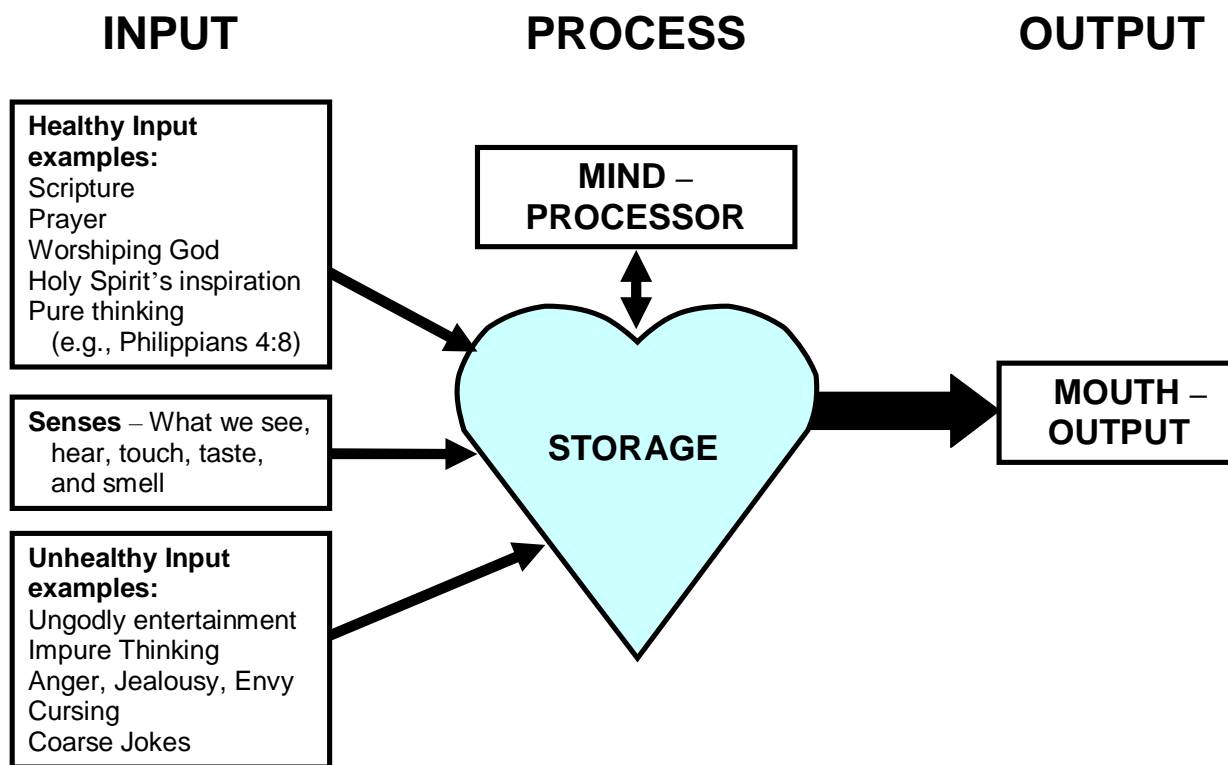 INPUT
PROCESS
OUTPUT
Healthy Input
examples:
Scripture
Prayer
Worshiping God
Holy Spirit’s inspiration
Pure thinking
(e.g., Philippians 4:8)
Senses – What we see,
hear, touch, taste,
and smell
Unhealthy Input
examples:
Ungodly entertainment
Impure Thinking
Anger, Jealousy, Envy
Cursing
Coarse Jokes
MIND –
PROCESSOR
STORAGE
MOUTH –
OUTPUT